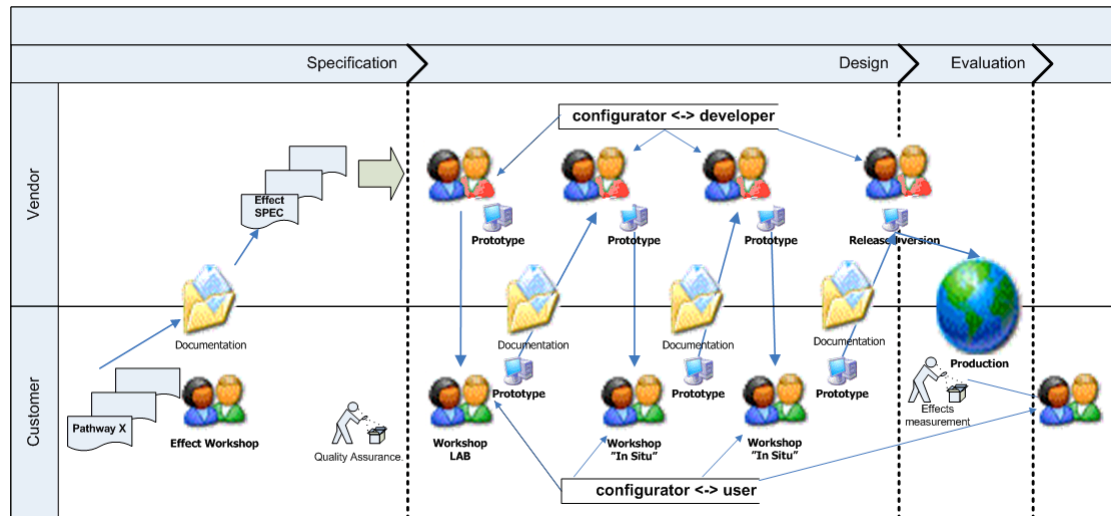 Specification
Design
Evaluation
Vendor
Customer
configurator <-> developer
Effect
SPEC
Prototype
Prototype
Prototype
Release version
Documentation
Documentation
Documentation
Documentation
Prototype
Prototype
Prototype
Production
Pathway X
Effect Workshop
Quality Assurance.
Workshop
LAB
Workshop
"In Situ"
Workshop
"In Situ"
Effects
measurement
configurator <-> user